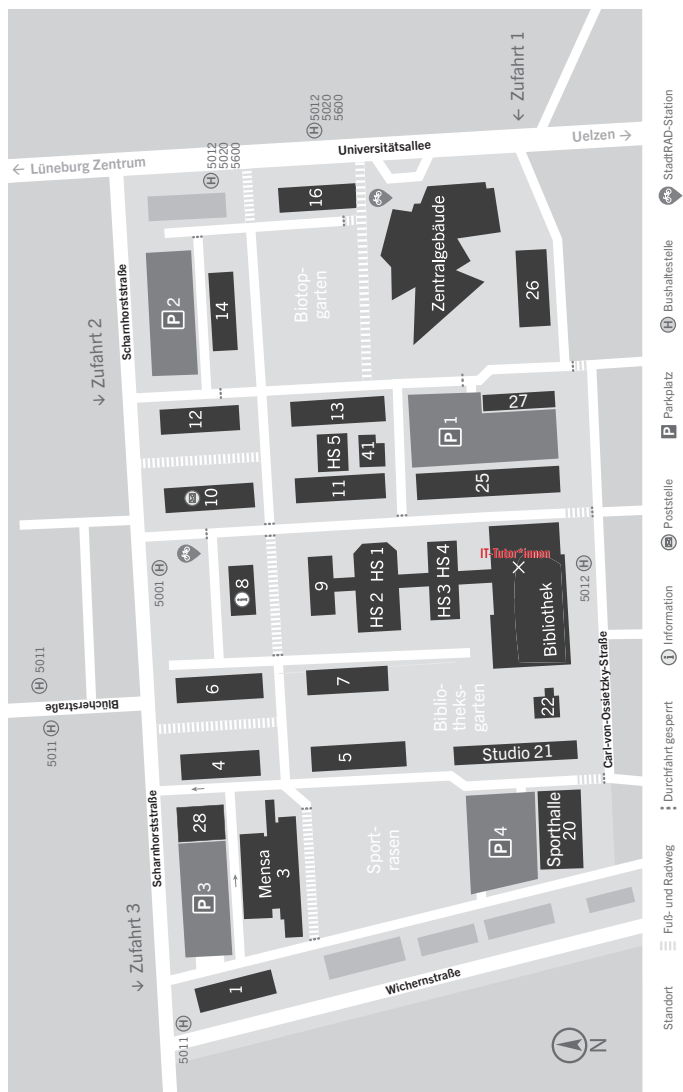 Zufahrt 1
← Lüneburg Zentrum
Universitätsallee
Uelzen →
H 5012
5020
5600
H 5012
5020
5600
16
Zentralgebäude
26
Biotop-
garten
Scharnhorststraße
Zufahrt 2
P 2
14
12
13
HS 5
41
11
10
P 1
27
25
5001 H
i 8
9
HS 1
HS 2
HS 4
HS 3
IT-Tutor*innen
Bibliothek
5012 H
H 5011
5011 H
Blücherstraße
6
7
4
5
Biblio-
theks-
garten
22
Studio 21
Carl-von-Ossietzky-Straße
Scharnhorststraße
Zufahrt 3
28
P 3
Mensa
3
Sport-
rasen
P 4
Sporthalle
20
1
5011 H
Wichernstraße
N
Standort
Fuß- und Radweg
Durchfahrt gesperrt
i Information
Poststelle
P Parkplatz
H Bushaltestelle
StadtRAD-Station